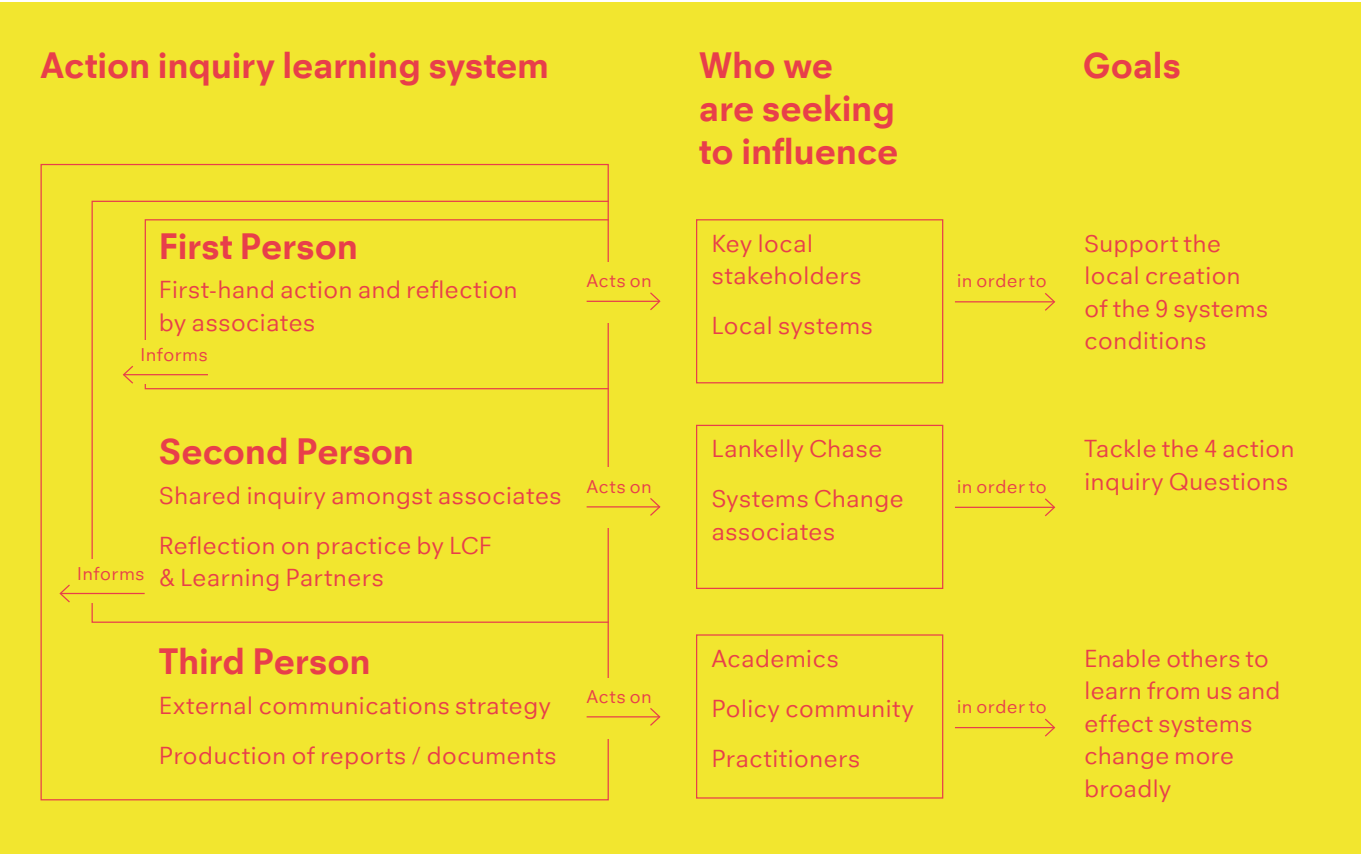 Action inquiry learning system
Who we
are seeking
to influence
Goals
First Person
First-hand action and reflection
by associates
Informs
Acts on
Key local
stakeholders
Local systems
in order to
Support the
local creation
of the 9 systems
conditions
Second Person
Shared inquiry amongst associates
Reflection on practice by LCF
& Learning Partners
Informs
Acts on
Lankelly Chase
Systems Change
associates
in order to
Tackle the 4 action
inquiry Questions
Third Person
External communications strategy
Production of reports / documents
Acts on
Academics
Policy community
Practitioners
in order to
Enable others to
learn from us and
effect systems
change more
broadly